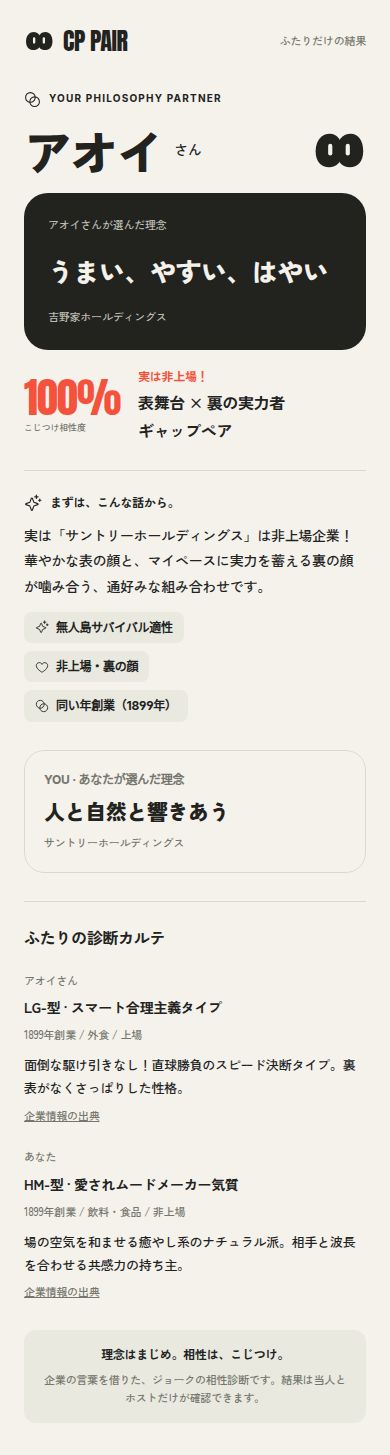 CP PAIR
ふたりだけの結果
YOUR PHILOSOPHY PARTNER
アオイ さん
アオイさんが選んだ理念
うまい、やすい、はやい
吉野家ホールディングス
100%
こじつけ相性度
実は非上場！
表舞台 × 裏の実力者
ギャップペア
まずは、こんな話から。
実は「サントリーホールディングス」は非上場企業！
華やかな表の顔と、マイペースに実力を蓄える裏の顔
が噛み合う、通好みな組み合わせです。
無人島サバイバル適性
非上場・裏の顔
同い年創業（1899年）
YOU · あなたが選んだ理念
人と自然と響きあう
サントリーホールディングス
ふたりの診断カルテ
アオイさん
LG-型 · スマート合理主義タイプ
1899年創業 / 外食 / 上場
面倒な駆け引きなし！直球勝負のスピード決断タイプ。裏
表がなくさっぱりした性格。
企業情報の出典
あなた
HM-型 · 愛されムードメーカー気質
1899年創業 / 飲料・食品 / 非上場
場の空気を和ませる癒やし系のナチュラル派。相手と波長
を合わせる共感力の持ち主。
企業情報の出典
理念はまじめ。相性は、こじつけ。
企業の言葉を借りた、ジョークの相性診断です。結果は当人と
ホストだけが確認できます。